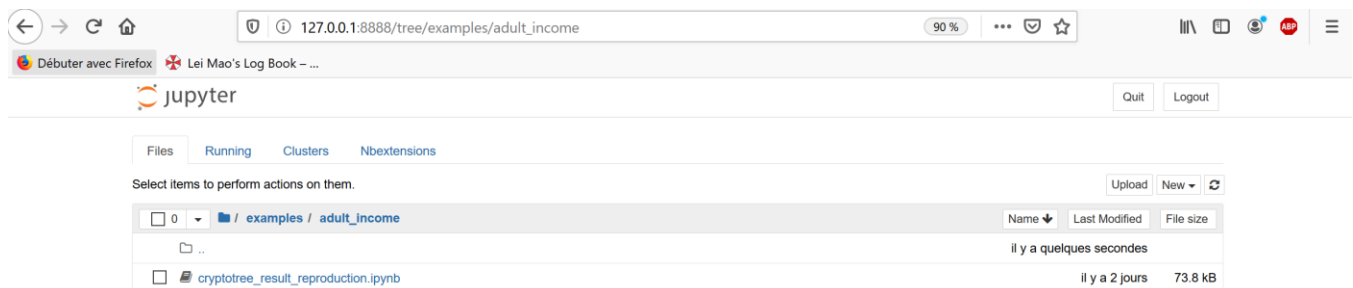 127.0.0.1:8888/tree/examples/adult_income 90 % ABP
Débuter avec Firefox Lei Mao's Log Book – ...
jupyter Quit Logout
Files Running Clusters Nbextensions
Select items to perform actions on them. Upload New
0 / examples / adult_income Name Last Modified File size
.. il y a quelques secondes
cryptotree_result_reproduction.ipynb il y a 2 jours 73.8 kB